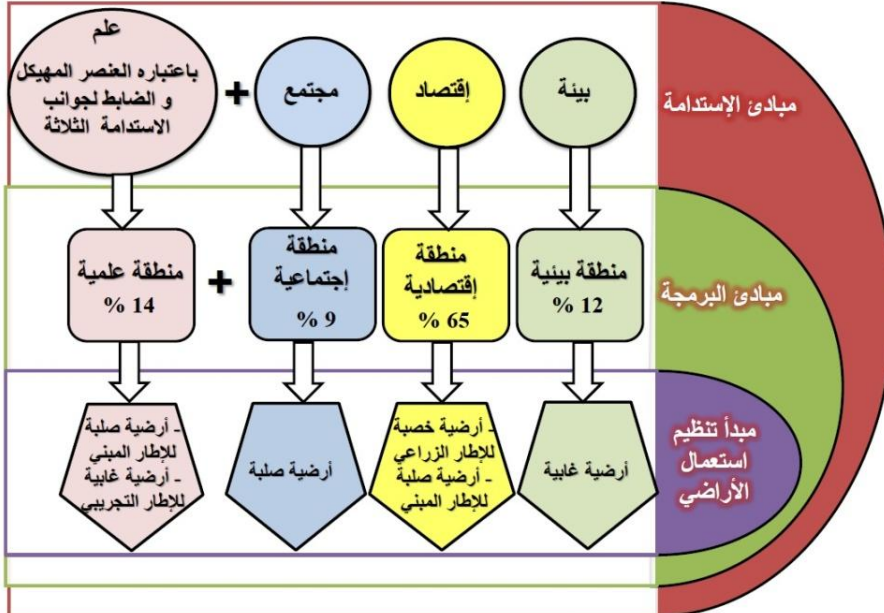 مبادئ الإستدامة
بيئة
إقتصاد
مجتمع
+
علم
باعتباره العنصر المهيكل
و الضابط لجوانب
الاستدامة الثلاثة
مبادئ البرمجة
منطقة بيئية
% 12
منطقة
إقتصادية
% 65
منطقة
إجتماعية
% 9
+
منطقة علمية
% 14
مبدأ تنظيم
استعمال
الأراضي
أرضية غابية
- أرضية خصبة
للإطار الزراعي
- أرضية صلبة
للإطار المبني
أرضية صلبة
- أرضية صلبة
للإطار المبني
- أرضية غابية
للإطار التجريبي